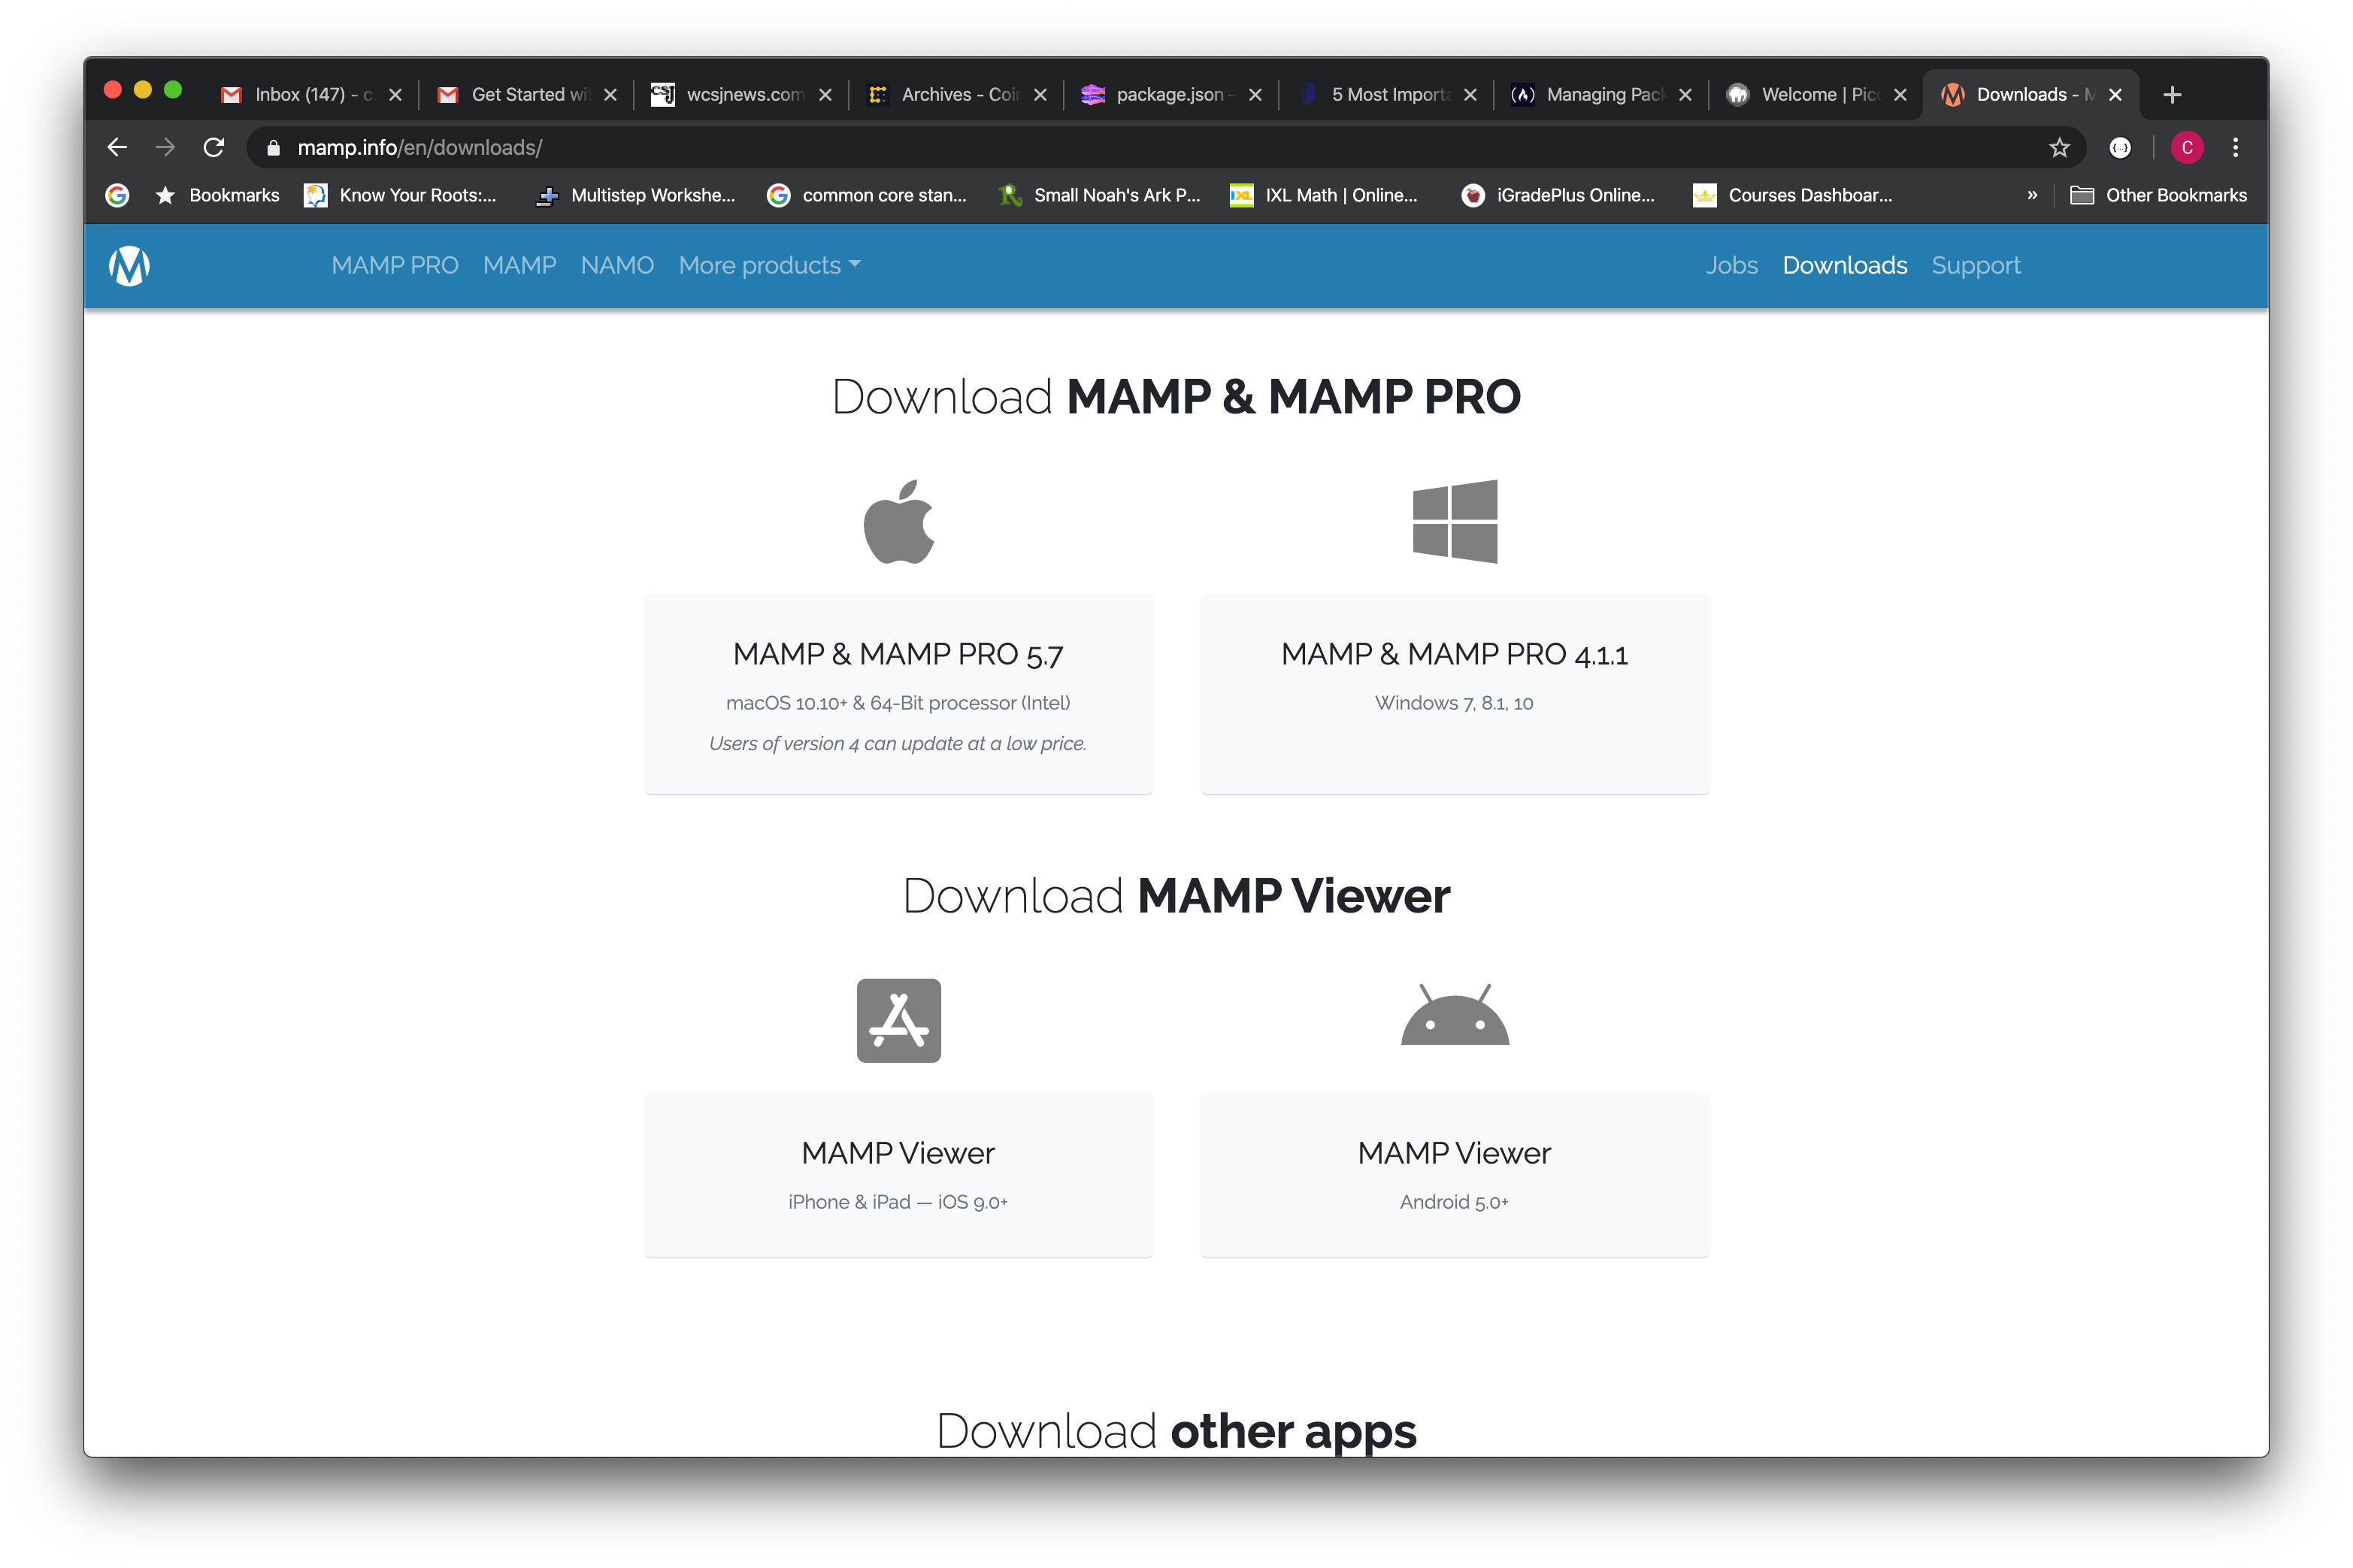 Inbox (147) - c
Get Started wi
wcsjnews.com
Archives - Coi
package.json -
5 Most Import
Managing Pac
Welcome | Pic
Downloads - M
mamp.info/en/downloads/
C
Bookmarks
Know Your Roots:...
Multistep Workshe...
common core stan...
Small Noah's Ark P...
IXL Math | Online...
iGradePlus Online...
Courses Dashboar...
»
Other Bookmarks
MAMP PRO
MAMP
NAMO
More products
Jobs
Downloads
Support
Download MAMP & MAMP PRO
MAMP & MAMP PRO 5.7
macOS 10.10+ & 64-Bit processor (Intel)
Users of version 4 can update at a low price.
MAMP & MAMP PRO 4.1.1
Windows 7, 8.1, 10
Download MAMP Viewer
MAMP Viewer
iPhone & iPad — iOS 9.0+
MAMP Viewer
Android 5.0+
Download other apps